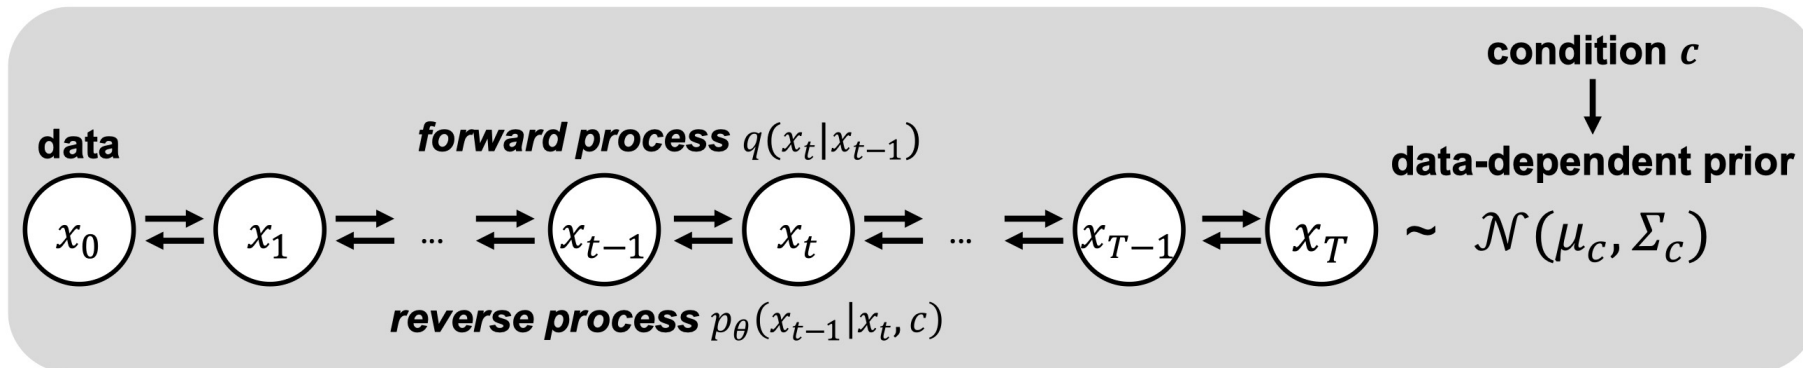 condition c
data
forward process q(x_t|x_{t−1})
data-dependent prior
x_0 x_1 ... x_{t−1} x_t ... x_{T−1} x_T ~ 𝒩(μ_c, Σ_c)
reverse process p_θ(x_{t−1}|x_t, c)